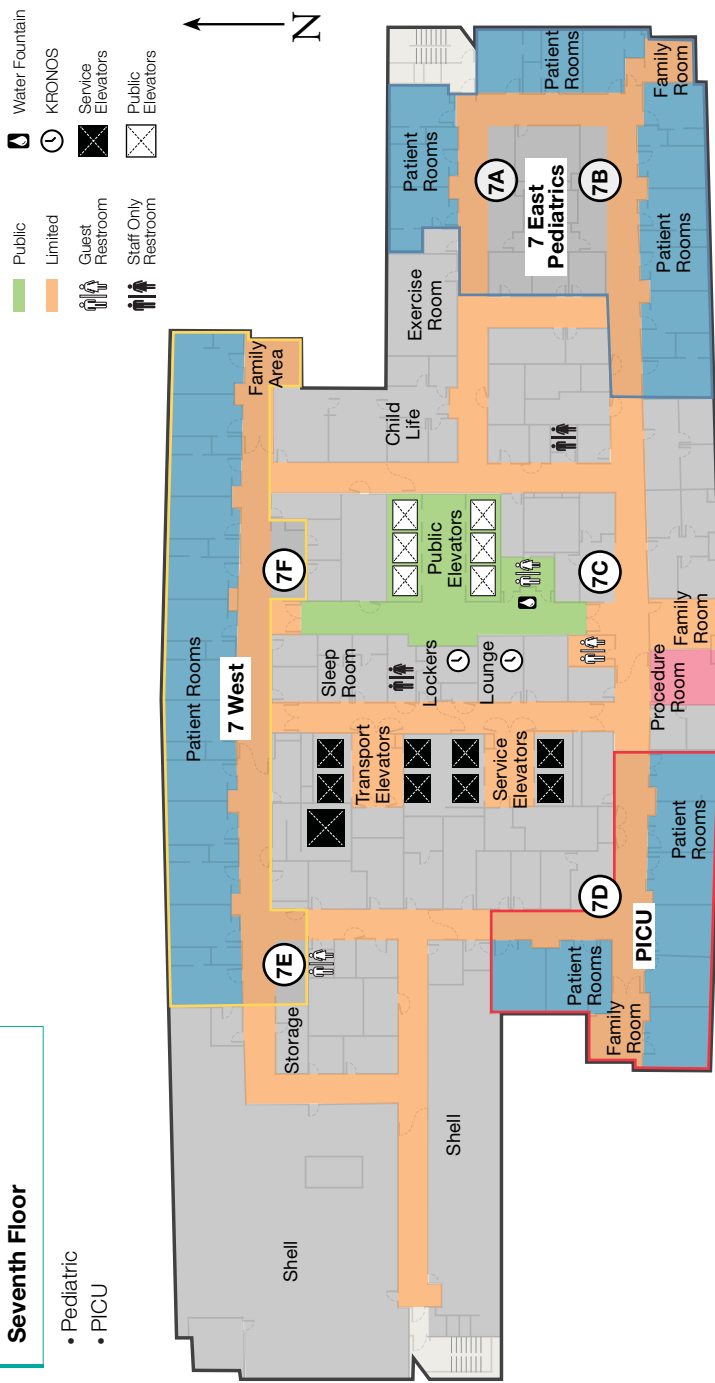 Seventh Floor
• Pediatric
• PICU
Public
Limited
Guest
Restroom
Staff Only
Restroom
Water Fountain
KRONOS
Service
Elevators
Public
Elevators
N
Patient Rooms
7 West
Family
Area
7E
7F
Storage
Shell
Shell
Sleep
Room
Transport
Elevators
Lockers
Lounge
Service
Elevators
Public
Elevators
Child
Life
Exercise
Room
Patient
Rooms
Patient
Rooms
7A
7 East
Pediatrics
7B
Family
Room
Patient
Rooms
7C
7D
Patient
Rooms
Family
Room
PICU
Patient
Rooms
Procedure
Room
Family
Room